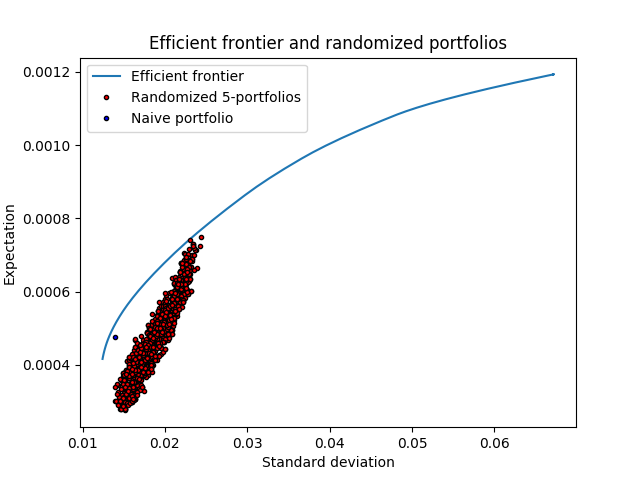 Efficient frontier and randomized portfolios
Efficient frontier
Randomized 5-portfolios
Naive portfolio
Expectation
0.0012
0.0010
0.0008
0.0006
0.0004
0.01 0.02 0.03 0.04 0.05 0.06
Standard deviation